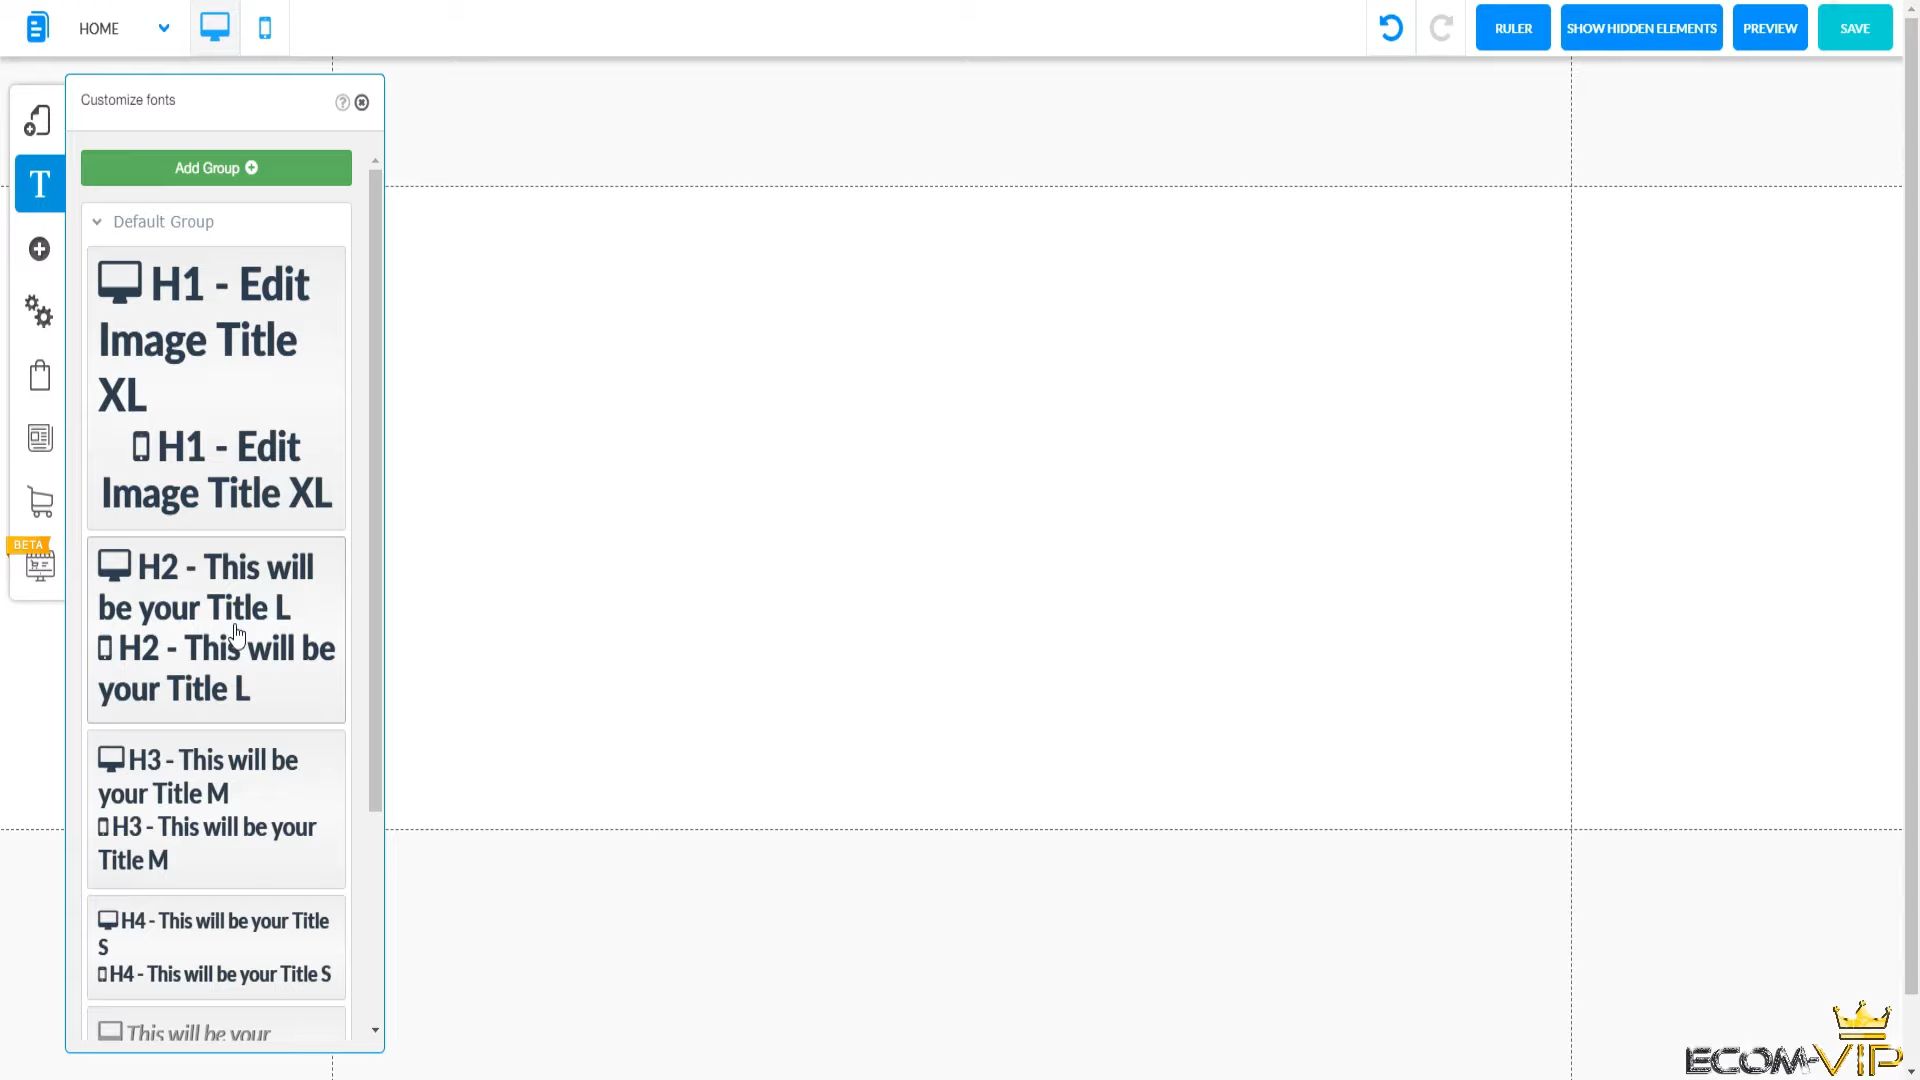 HOME
RULER
SHOW HIDDEN ELEMENTS
PREVIEW
SAVE
Customize fonts
?
Add Group
T
Default Group
H1 - Edit
Image Title
XL
H1 - Edit
Image Title XL
BETA
H2 - This will
be your Title L
H2 - This will be
your Title L
H3 - This will be
your Title M
H3 - This will be your
Title M
H4 - This will be your Title
S
H4 - This will be your Title S
This will be your
ECOM-VIP